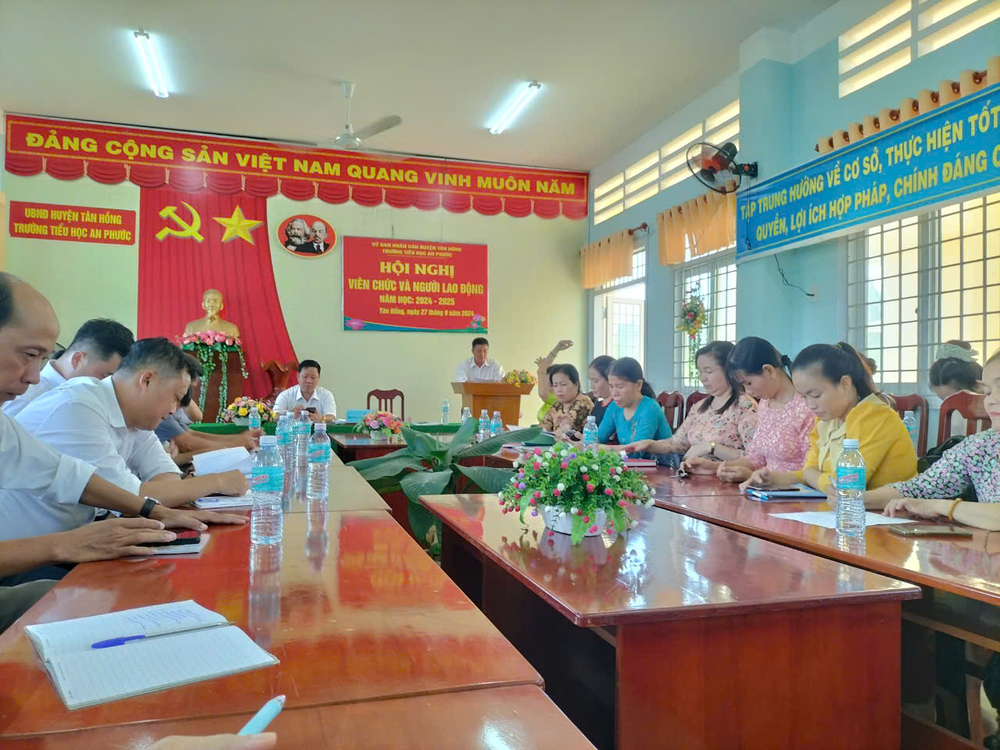 ĐẢNG CỘNG SẢN VIỆT NAM QUANG VINH MUÔN NĂM
UBND HUYỆN TÂN HỒNG
TRƯỜNG TIỂU HỌC AN PHƯỚC
ỦY BAN NHÂN DÂN HUYỆN TÂN HỒNG
TRƯỜNG TIỂU HỌC AN PHƯỚC
HỘI NGHỊ
VIÊN CHỨC VÀ NGƯỜI LAO ĐỘNG
NĂM HỌC: 2024 - 2025
Tân Hồng, ngày 27 tháng 9 năm 2024
TẬP TRUNG HƯỚNG VỀ CƠ SỞ, THỰC HIỆN TỐT
QUYỀN, LỢI ÍCH HỢP PHÁP, CHÍNH ĐÁNG C